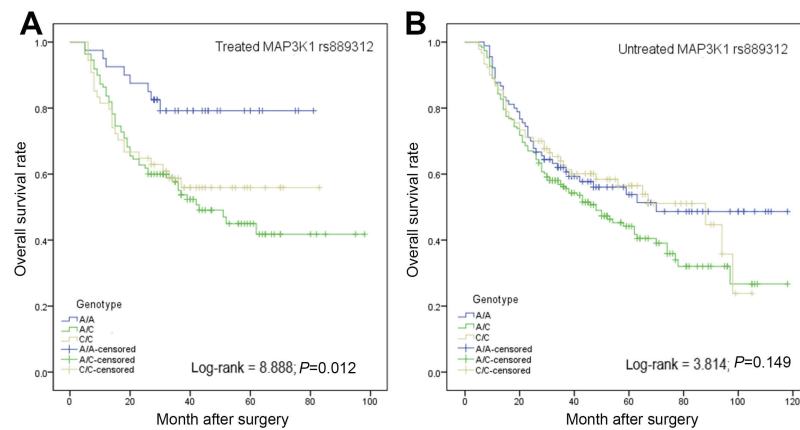 A
Treated MAP3K1 rs889312
Overall survival rate
1.0
0.8
0.6
0.4
0.2
0.0
Genotype
A/A
A/C
C/C
A/A-censored
A/C-censored
C/C-censored
Log-rank = 8.888; P=0.012
0 20 40 60 80 100
Month after surgery
B
Untreated MAP3K1 rs889312
Overall survival rate
1.0
0.8
0.6
0.4
0.2
0.0
Genotype
A/A
A/C
C/C
A/A-censored
A/C-censored
C/C-censored
Log-rank = 3.814; P=0.149
0 20 40 60 80 100 120
Month after surgery